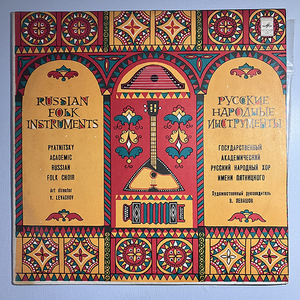 RUSSIAN
FOLK
INSTRUMENTS
PYATNITSKY
ACADEMIC
RUSSIAN
FOLK CHOIR
Art director
V. LEVASHOV
РУССКИЕ
НАРОДНЫЕ
ИНСТРУМЕНТЫ
ГОСУДАРСТВЕННЫЙ
АКАДЕМИЧЕСКИЙ
РУССКИЙ НАРОДНЫЙ ХОР
ИМЕНИ ПЯТНИЦКОГО
Художественный руководитель
В. ЛЕВАШОВ